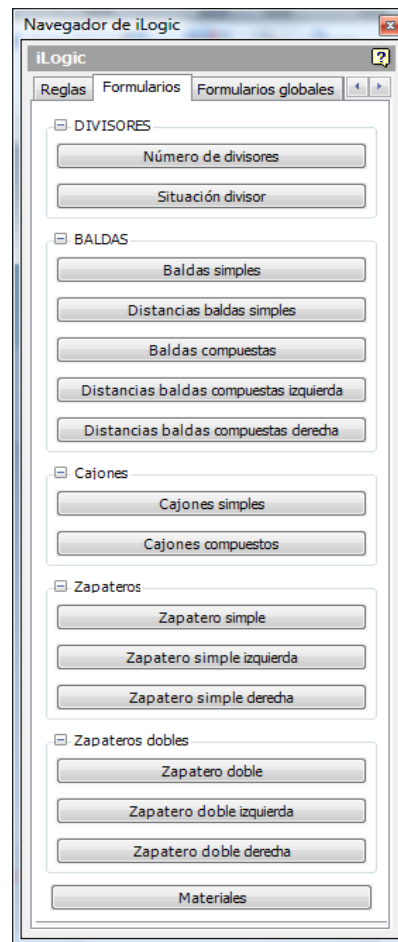 Navegador de iLogic
iLogic
Reglas Formularios Formularios globales
DIVISORES
Número de divisores
Situación divisor
BALDAS
Baldas simples
Distancias baldas simples
Baldas compuestas
Distancias baldas compuestas izquierda
Distancias baldas compuestas derecha
Cajones
Cajones simples
Cajones compuestos
Zapateros
Zapatero simple
Zapatero simple izquierda
Zapatero simple derecha
Zapateros dobles
Zapatero doble
Zapatero doble izquierda
Zapatero doble derecha
Materiales